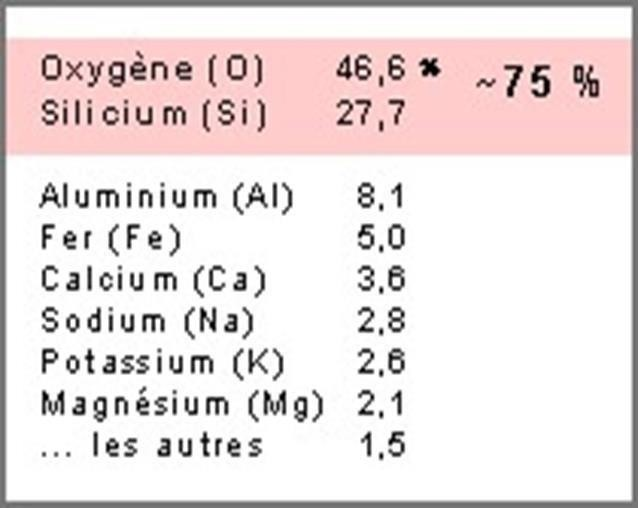 Oxygène (O) 46,6 * ~75 %
Silicium (Si) 27,7
Aluminium (Al) 8,1
Fer (Fe) 5,0
Calcium (Ca) 3,6
Sodium (Na) 2,8
Potassium (K) 2,6
Magnésium (Mg) 2,1
... les autres 1,5